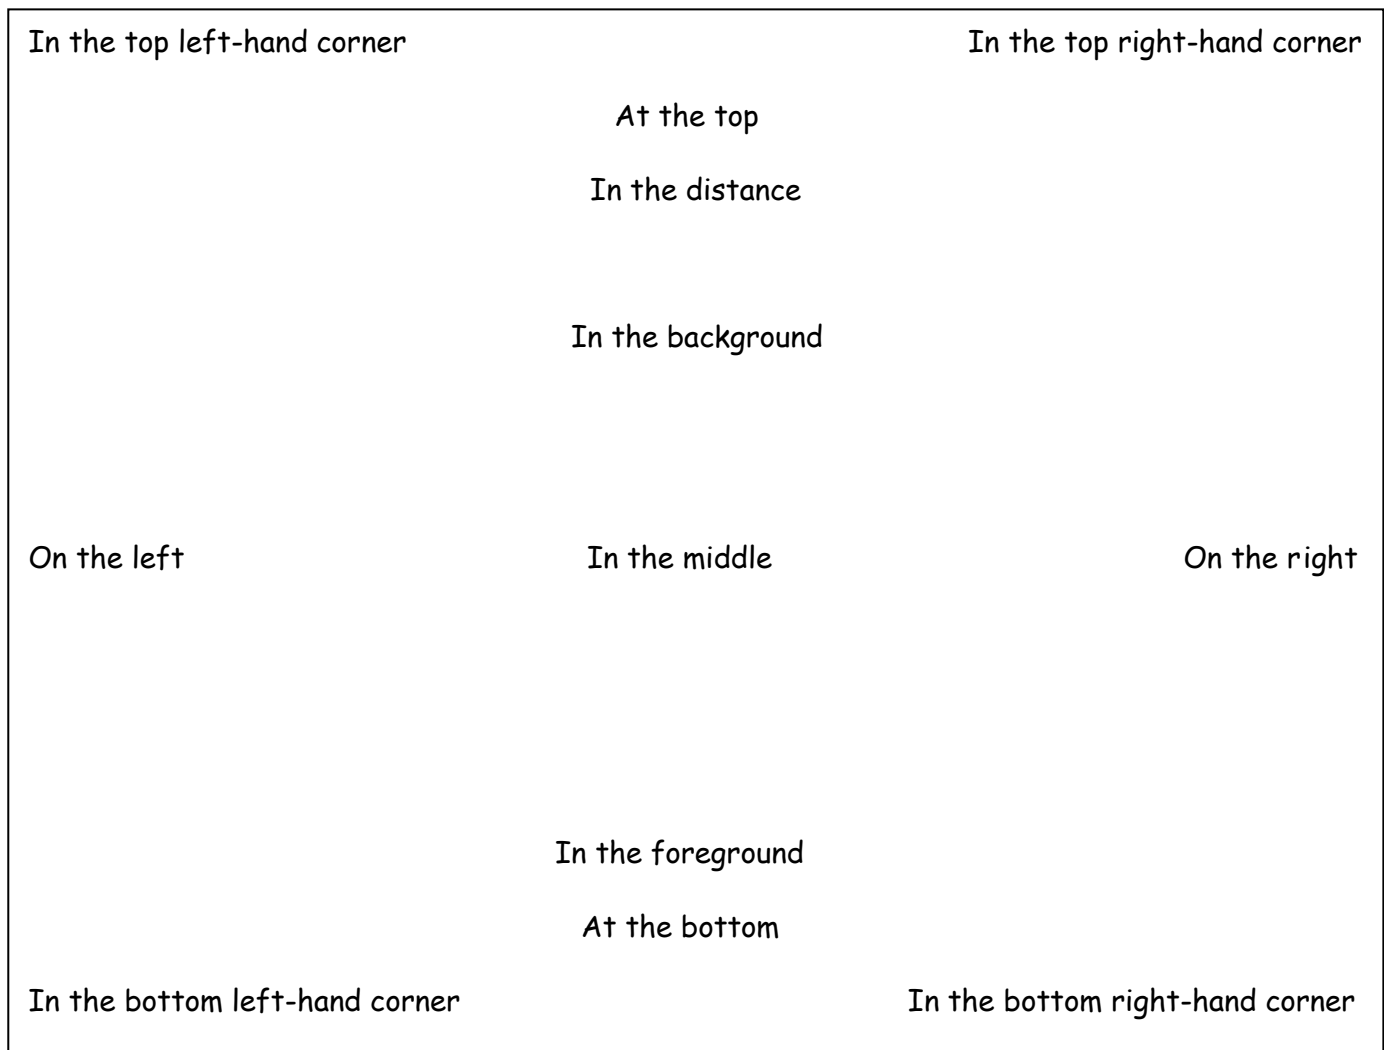 In the top left-hand corner In the top right-hand corner
At the top
In the distance
In the background
On the left In the middle On the right
In the foreground
At the bottom
In the bottom left-hand corner In the bottom right-hand corner